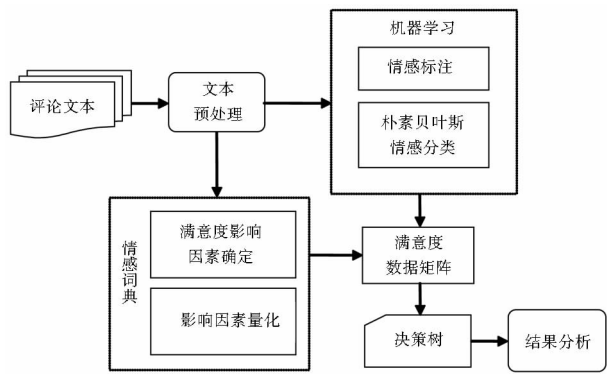 评论文本
文本
预处理
机器学习
情感标注
朴素贝叶斯
情感分类
情感词典
满意度影响
因素确定
影响因素量化
满意度
数据矩阵
决策树
结果分析